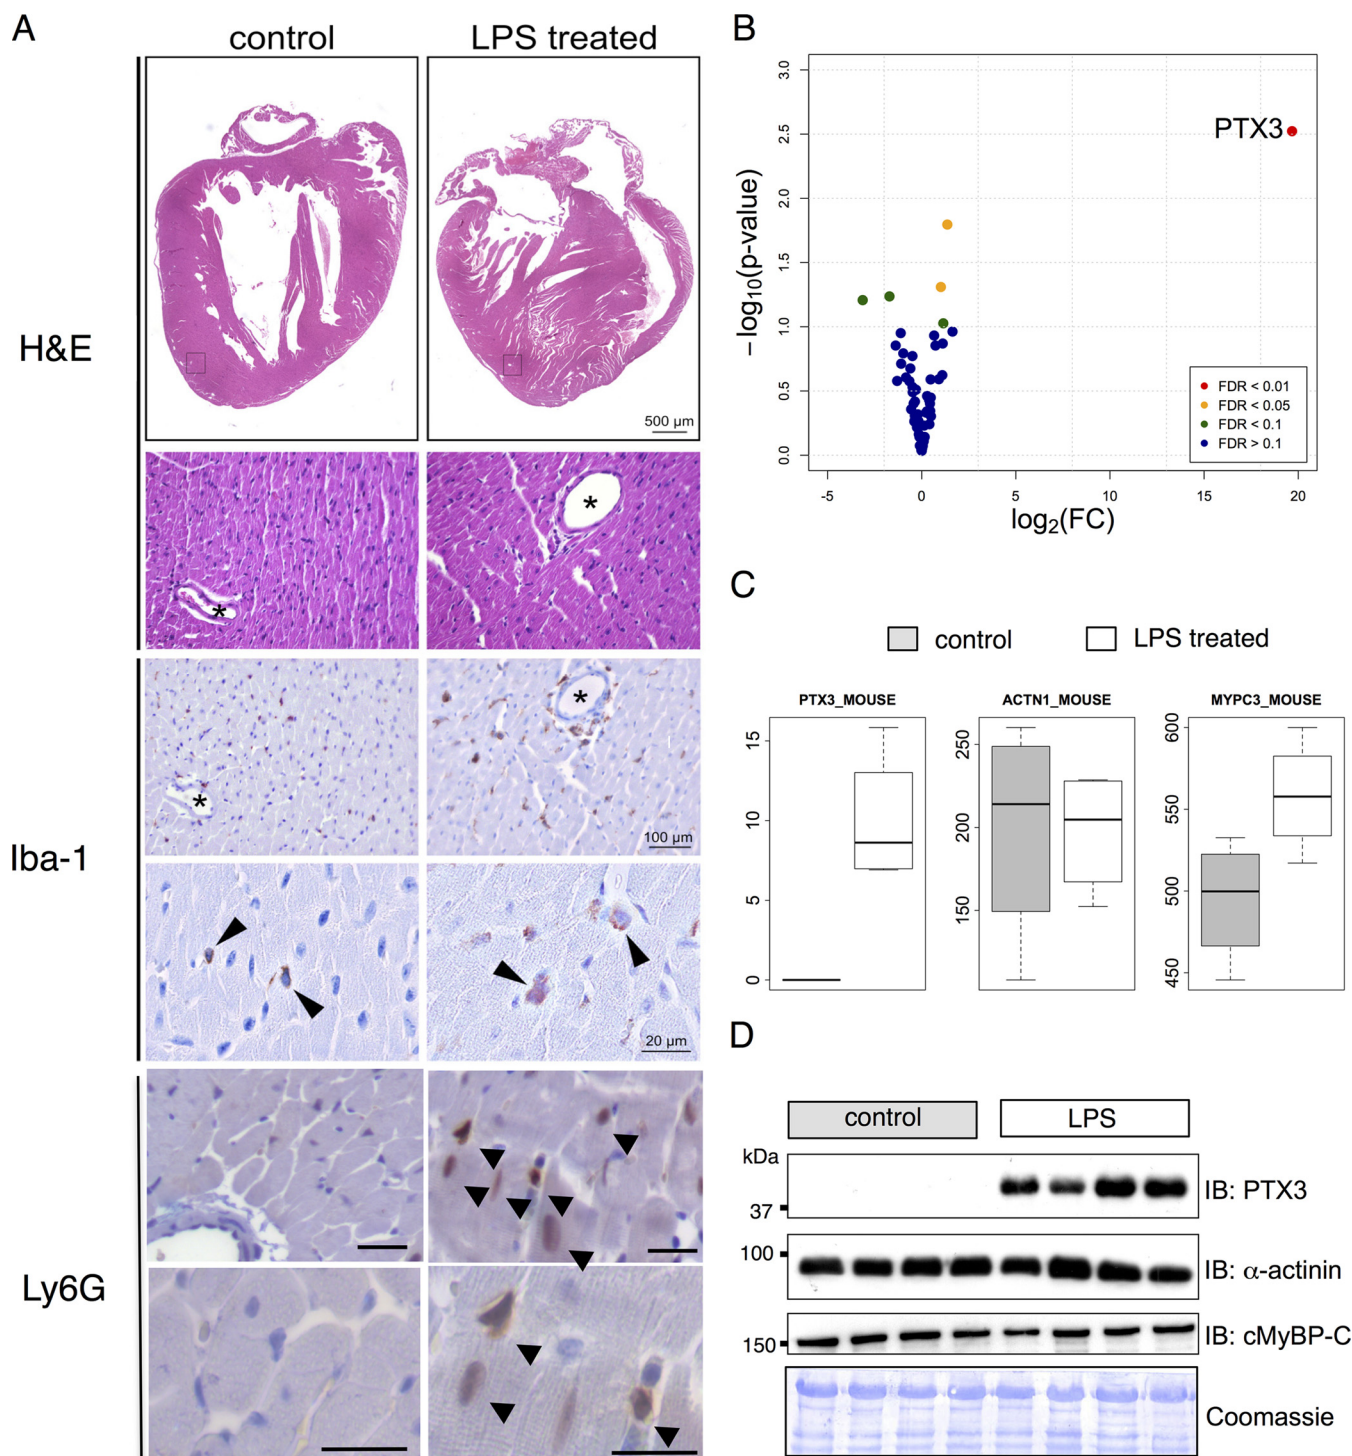 A
control
LPS treated
H&E
500 µm
*
*
*
*
100 µm
Iba-1
20 µm
Ly6G
B
3.0
2.5
2.0
1.5
1.0
0.5
0.0
−log10(p-value)
PTX3
FDR < 0.01
FDR < 0.05
FDR < 0.1
FDR > 0.1
-5 0 5 10 15 20
log2(FC)
C
control
LPS treated
PTX3_MOUSE
15
10
5
0
ACTN1_MOUSE
250
200
150
MYPC3_MOUSE
600
550
500
450
D
control
LPS
kDa
37
IB: PTX3
100
IB: α-actinin
150
IB: cMyBP-C
Coomassie